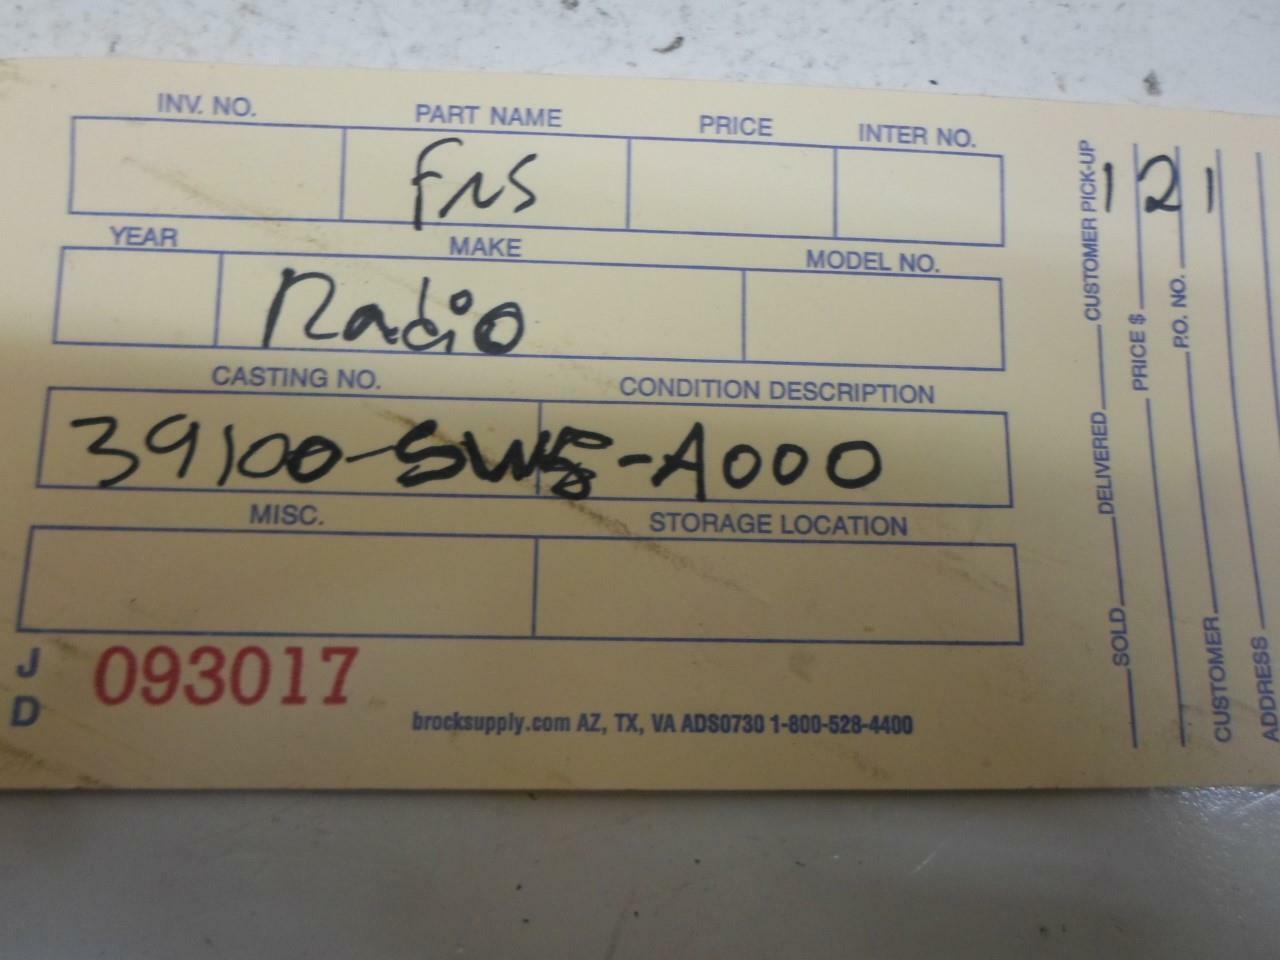 INV. NO. PART NAME PRICE INTER NO.
FNS
YEAR MAKE MODEL NO.
Radio
CASTING NO. CONDITION DESCRIPTION
39100-SWE-A000
MISC. STORAGE LOCATION
J D 093017
brocksupply.com AZ, TX, VA ADS0730 1-800-528-4400
SOLD DELIVERED CUSTOMER PICK-UP
PRICE $
P.O. NO.
CUSTOMER
ADDRESS
121